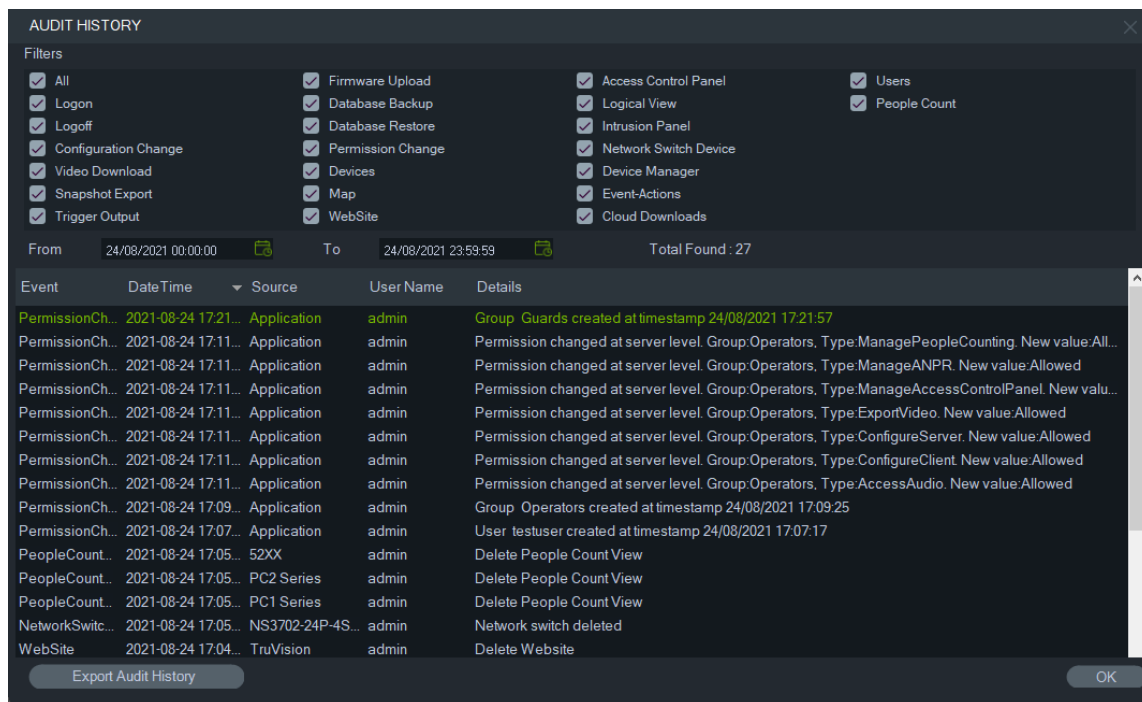 AUDIT HISTORY
Filters
All Firmware Upload Access Control Panel Users
Logon Database Backup Logical View People Count
Logoff Database Restore Intrusion Panel
Configuration Change Permission Change Network Switch Device
Video Download Devices Device Manager
Snapshot Export Map Event-Actions
Trigger Output WebSite Cloud Downloads
From 24/08/2021 00:00:00 To 24/08/2021 23:59:59 Total Found : 27
Event DateTime Source User Name Details
PermissionCh... 2021-08-24 17:21... Application admin Group Guards created at timestamp 24/08/2021 17:21:57
PermissionCh... 2021-08-24 17:11... Application admin Permission changed at server level. Group:Operators, Type:ManagePeopleCounting. New value:All...
PermissionCh... 2021-08-24 17:11... Application admin Permission changed at server level. Group:Operators, Type:ManageANPR. New value:Allowed
PermissionCh... 2021-08-24 17:11... Application admin Permission changed at server level. Group:Operators, Type:ManageAccessControlPanel. New valu...
PermissionCh... 2021-08-24 17:11... Application admin Permission changed at server level. Group:Operators, Type:ExportVideo. New value:Allowed
PermissionCh... 2021-08-24 17:11... Application admin Permission changed at server level. Group:Operators, Type:ConfigureServer. New value:Allowed
PermissionCh... 2021-08-24 17:11... Application admin Permission changed at server level. Group:Operators, Type:ConfigureClient. New value:Allowed
PermissionCh... 2021-08-24 17:11... Application admin Permission changed at server level. Group:Operators, Type:AccessAudio. New value:Allowed
PermissionCh... 2021-08-24 17:09... Application admin Group Operators created at timestamp 24/08/2021 17:09:25
PermissionCh... 2021-08-24 17:07... Application admin User testuser created at timestamp 24/08/2021 17:07:17
PeopleCount... 2021-08-24 17:05... 52XX admin Delete People Count View
PeopleCount... 2021-08-24 17:05... PC2 Series admin Delete People Count View
PeopleCount... 2021-08-24 17:05... PC1 Series admin Delete People Count View
NetworkSwitc... 2021-08-24 17:05... NS3702-24P-4S... admin Network switch deleted
WebSite 2021-08-24 17:04... TruVision admin Delete Website
Export Audit History OK